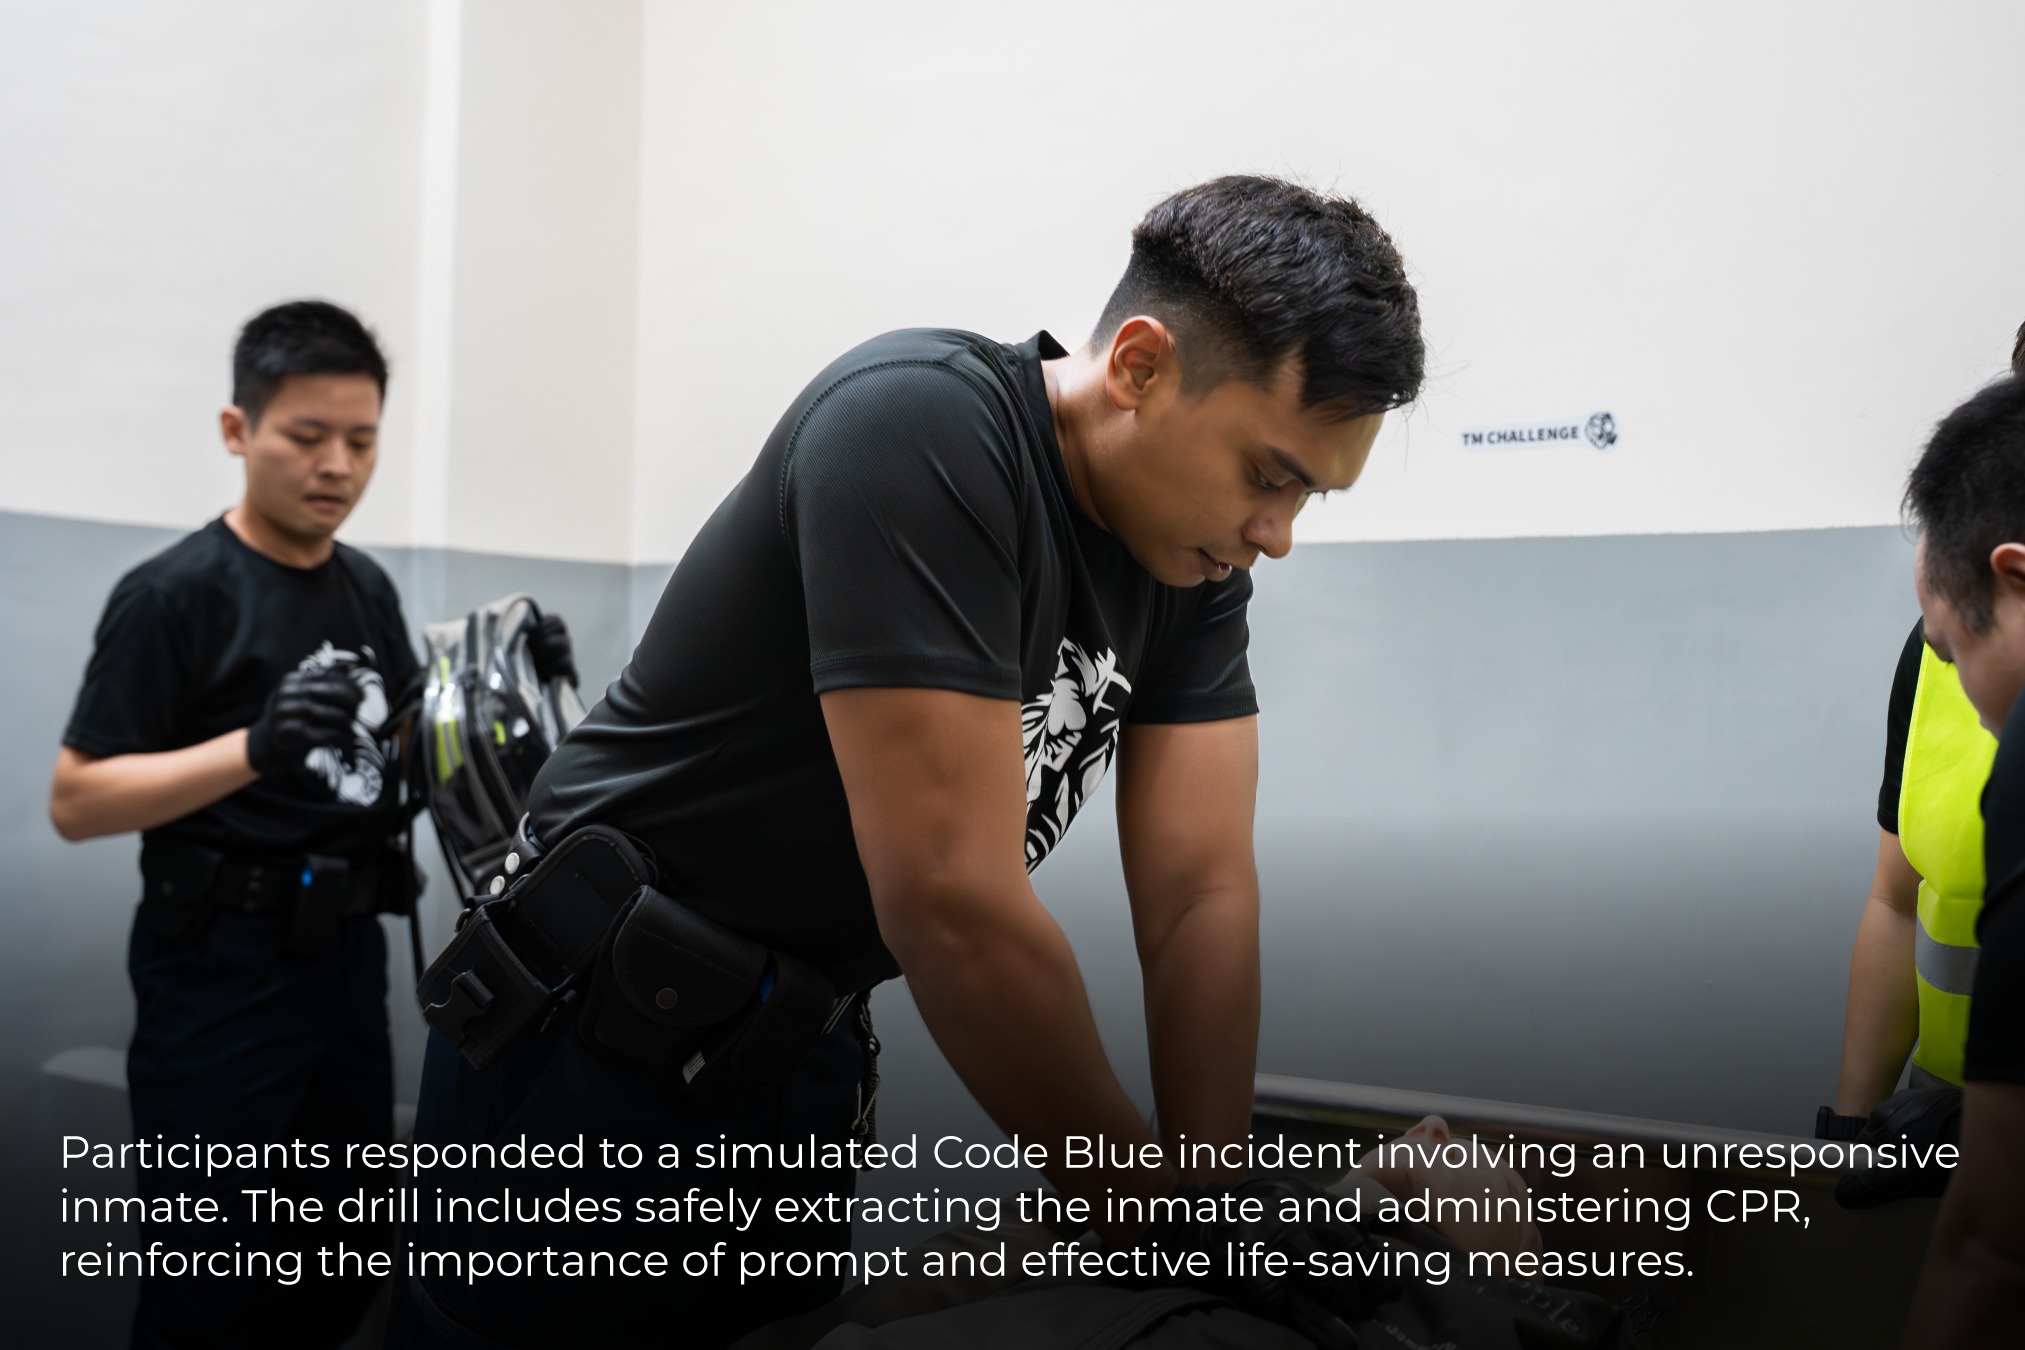 TM CHALLENGE
Participants responded to a simulated Code Blue incident involving an unresponsive
inmate. The drill includes safely extracting the inmate and administering CPR,
reinforcing the importance of prompt and effective life-saving measures.